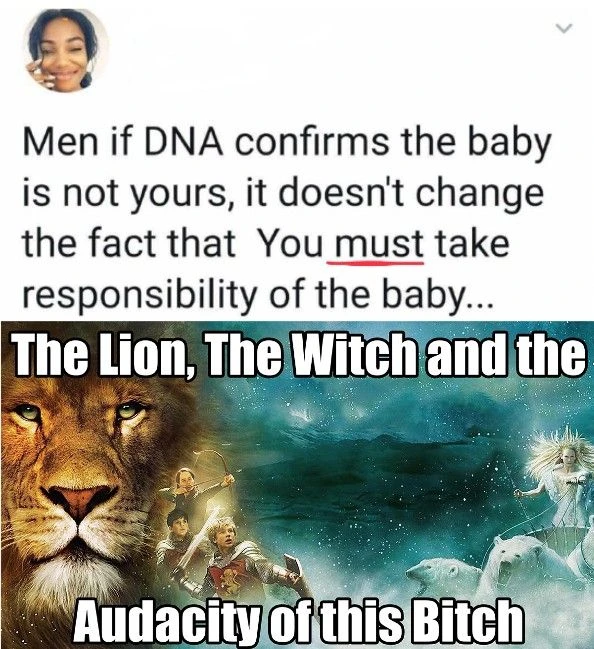 Men if DNA confirms the baby
is not yours, it doesn't change
the fact that You must take
responsibility of the baby...
The Lion, The Witch and the
Audacity of this Bitch